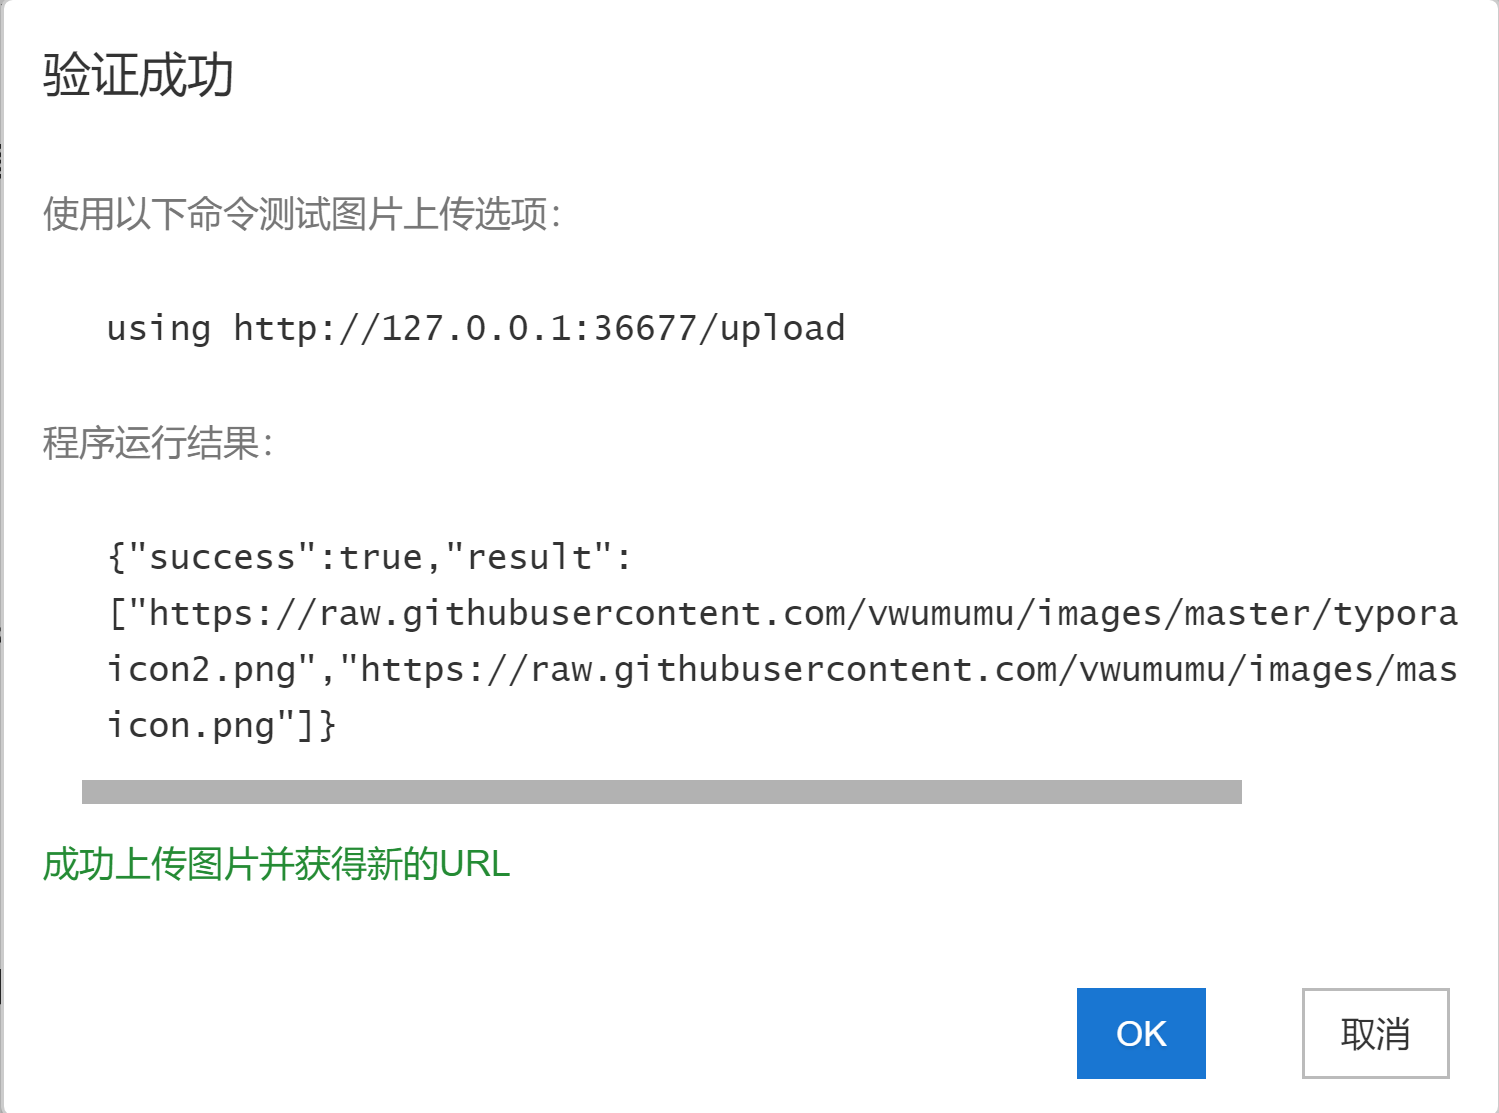 验证成功
使用以下命令测试图片上传选项：
using http://127.0.0.1:36677/upload
程序运行结果：
{"success":true,"result":
["https://raw.githubusercontent.com/vwumumu/images/master/typora
icon2.png","https://raw.githubusercontent.com/vwumumu/images/mas
icon.png"]}
成功上传图片并获得新的URL
OK
取消